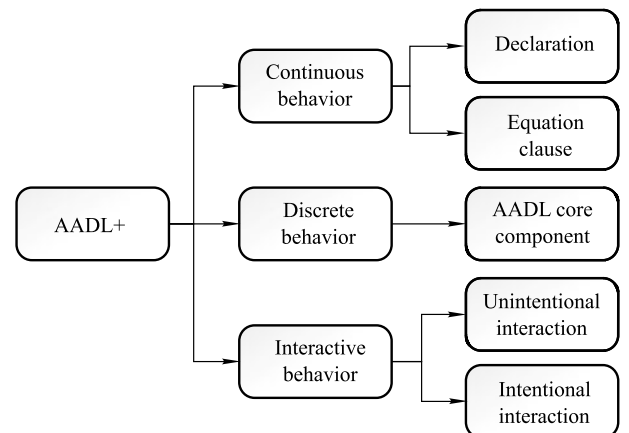 Declaration
Continuous
behavior
Equation
clause
AADL+
Discrete
behavior
AADL core
component
Unintentional
interaction
Interactive
behavior
Intentional
interaction